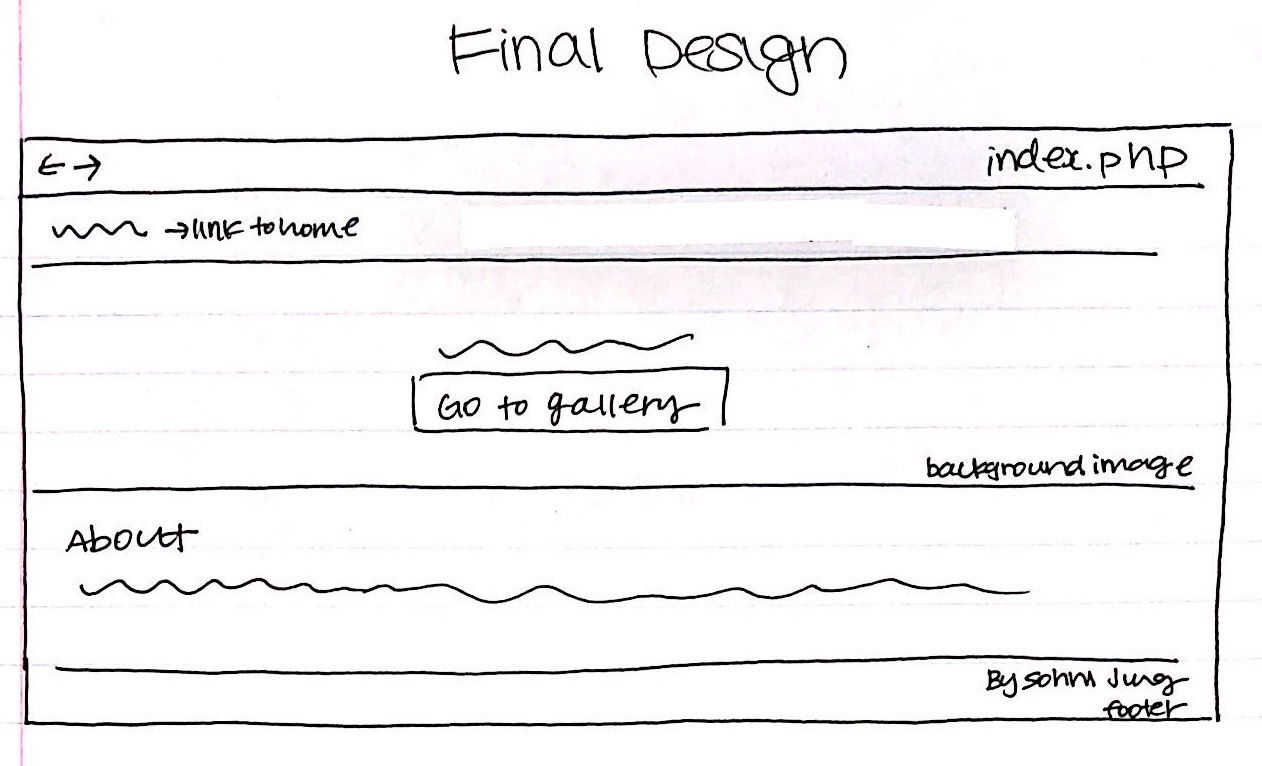 Final Design
← → index.php
→ link to home
Go to gallery
background image
About
By Sohni Jung
footer